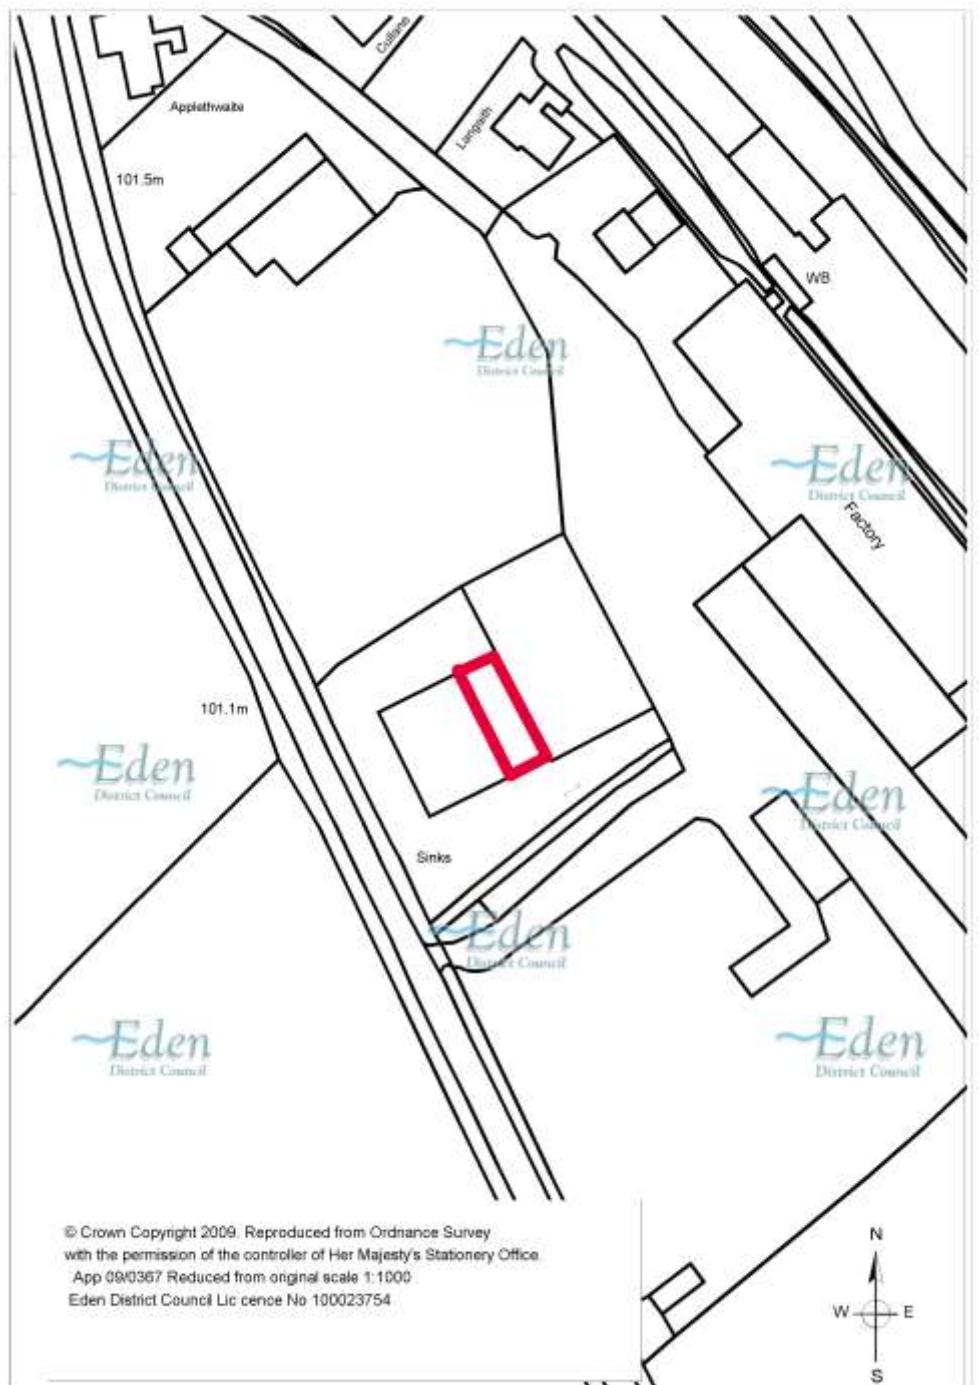 Cullane
Applethwaite
Langaith
101.5m
WB
Eden
District Council
Eden
District Council
Eden
District Council
Factory
101.1m
Eden
District Council
Eden
District Council
Sinks
Eden
District Council
Eden
District Council
Eden
District Council
© Crown Copyright 2009. Reproduced from Ordnance Survey
with the permission of the controller of Her Majesty's Stationery Office.
App 09/0367 Reduced from original scale 1:1000
Eden District Council Lic cence No 100023754
N
W E
S